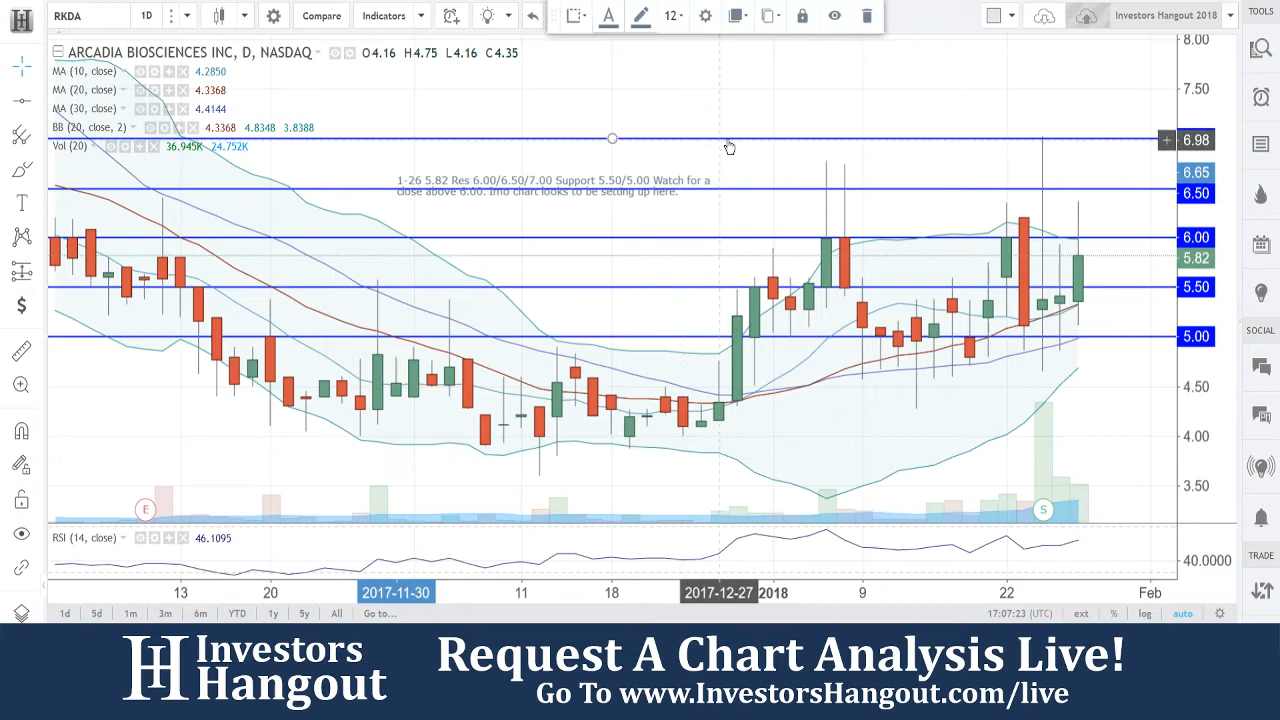 RKDA 1D Compare Indicators 12 Investors Hangout 2018 TOOLS
ARCADIA BIOSCIENCES INC, D, NASDAQ O4.16 H4.75 L4.16 C4.35
MA (10, close) 4.2850
MA (20, close) 4.3368
MA (30, close) 4.4144
BB (20, close, 2) 4.3368 4.8348 3.8388
Vol (20) 36.945K 24.752K
1-26 5.82 Res 6.00/6.50/7.00 Support 5.50/5.00 Watch for a
close above 6.00. Imo chart looks to be setting up here.
8.00
7.50
6.98
6.65
6.50
6.00
5.82
5.50
5.00
4.50
4.00
3.50
E S
RSI (14, close) 46.1095
40.0000
13 20 2017-11-30 11 18 2017-12-27 2018 9 22 Feb
1d 5d 1m 3m 6m YTD 1y 5y All Go to... 17:07:23 (UTC) ext % log auto
SOCIAL
TRADE
H Investors
Hangout
Request A Chart Analysis Live!
Go To www.InvestorsHangout.com/live